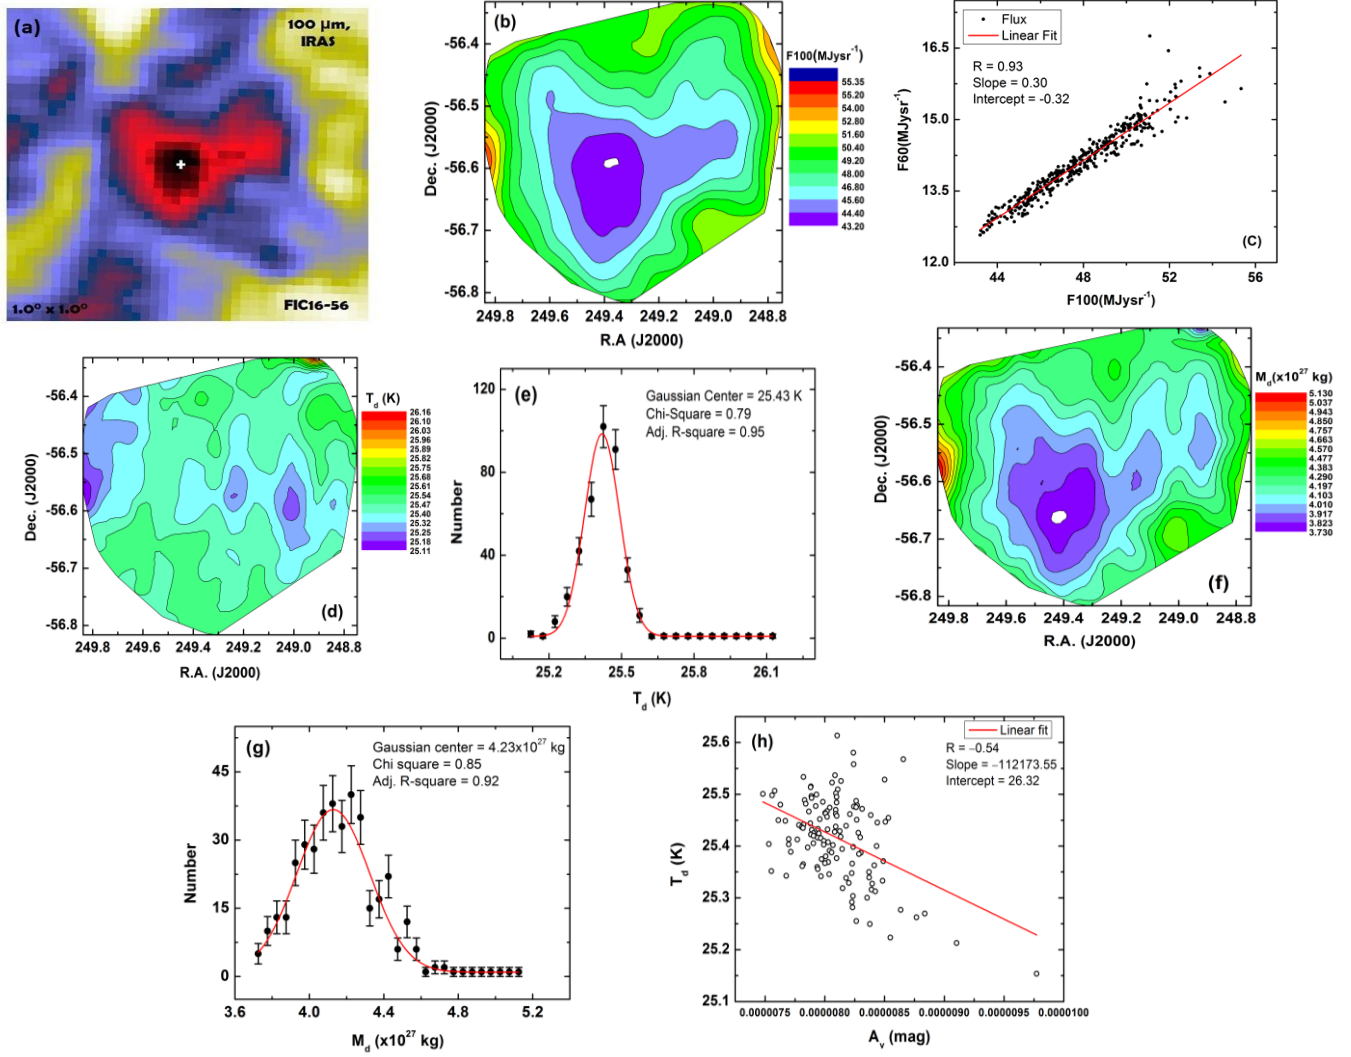 (a)
100 µm,
IRAS
1.0° x 1.0°
FIC16-56
(b)
F100(MJysr⁻¹)
55.35
55.20
54.00
52.80
51.60
50.40
49.20
48.00
46.80
45.60
44.40
43.20
Dec. (J2000)
-56.4
-56.5
-56.6
-56.7
-56.8
249.8 249.6 249.4 249.2 249.0 248.8
R.A (J2000)
Flux
Linear Fit
R = 0.93
Slope = 0.30
Intercept = -0.32
F60(MJysr⁻¹)
16.5
15.0
13.5
12.0
(C)
44 48 52 56
F100(MJysr⁻¹)
T_d (K)
26.16
26.10
26.03
25.96
25.89
25.82
25.75
25.68
25.61
25.54
25.47
25.40
25.32
25.25
25.18
25.11
Dec. (J2000)
-56.4
-56.5
-56.6
-56.7
-56.8
(d)
249.8 249.6 249.4 249.2 249.0 248.8
R.A. (J2000)
(e)
Gaussian Center = 25.43 K
Chi-Square = 0.79
Adj. R-square = 0.95
Number
120
80
40
0
25.2 25.5 25.8 26.1
T_d (K)
M_d(x10²⁷ kg)
5.130
5.037
4.943
4.850
4.757
4.663
4.570
4.477
4.383
4.290
4.197
4.103
4.010
3.917
3.823
3.730
Dec. (J2000)
-56.4
-56.5
-56.6
-56.7
-56.8
(f)
249.8 249.6 249.4 249.2 249.0 248.8
R.A. (J2000)
(g)
Gaussian center = 4.23x10²⁷ kg
Chi square = 0.85
Adj. R-square = 0.92
Number
45
30
15
0
3.6 4.0 4.4 4.8 5.2
M_d (x10²⁷ kg)
(h)
Linear fit
R = −0.54
Slope = −112173.55
Intercept = 26.32
T_d (K)
25.6
25.5
25.4
25.3
25.2
25.1
0.0000075 0.0000080 0.0000085 0.0000090 0.0000095 0.0000100
A_v (mag)